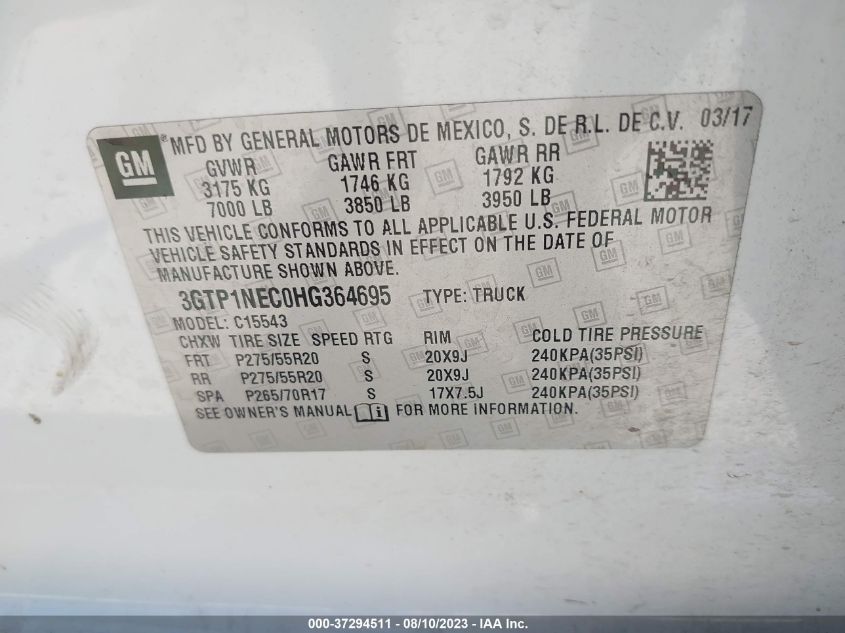 GM ® MFD BY GENERAL MOTORS DE MEXICO, S. DE R.L. DE C.V. 03/17
GVWR GAWR FRT GAWR RR
3175 KG 1746 KG 1792 KG
7000 LB 3850 LB 3950 LB
THIS VEHICLE CONFORMS TO ALL APPLICABLE U.S. FEDERAL MOTOR
VEHICLE SAFETY STANDARDS IN EFFECT ON THE DATE OF
MANUFACTURE SHOWN ABOVE.
3GTP1NEC0HG364695 TYPE: TRUCK
MODEL: C15543
CHXW TIRE SIZE SPEED RTG RIM COLD TIRE PRESSURE
FRT P275/55R20 S 20X9J 240KPA(35PSI)
RR P275/55R20 S 20X9J 240KPA(35PSI)
SPA P265/70R17 S 17X7.5J 240KPA(35PSI)
SEE OWNER'S MANUAL i FOR MORE INFORMATION.
000-37294511 - 08/10/2023 - IAA Inc.